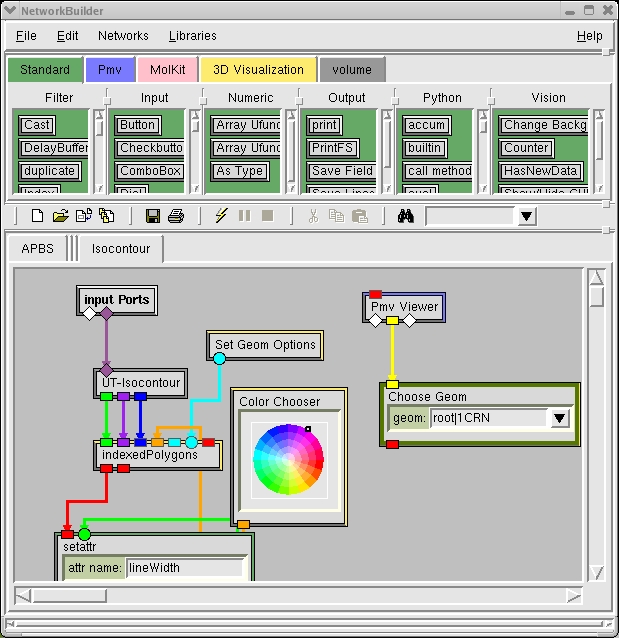 NetworkBuilder
File Edit Networks Libraries Help
Standard Pmv MolKit 3D Visualization volume
Filter Input Numeric Output Python Vision
Cast Button Array Ufunc print accum Change Backg
DelayBuffer Checkbutto Array Ufunc PrintFS builtin Counter
duplicate ComboBox As Type Save Field call method HasNewData
Index Dial Save Lines eval Show/Hide GUI
APBS Isocontour
input Ports
Pmv Viewer
Set Geom Options
UT-Isocontour
Choose Geom
Color Chooser
geom: root|1CRN
indexedPolygons
setattr
attr name: lineWidth